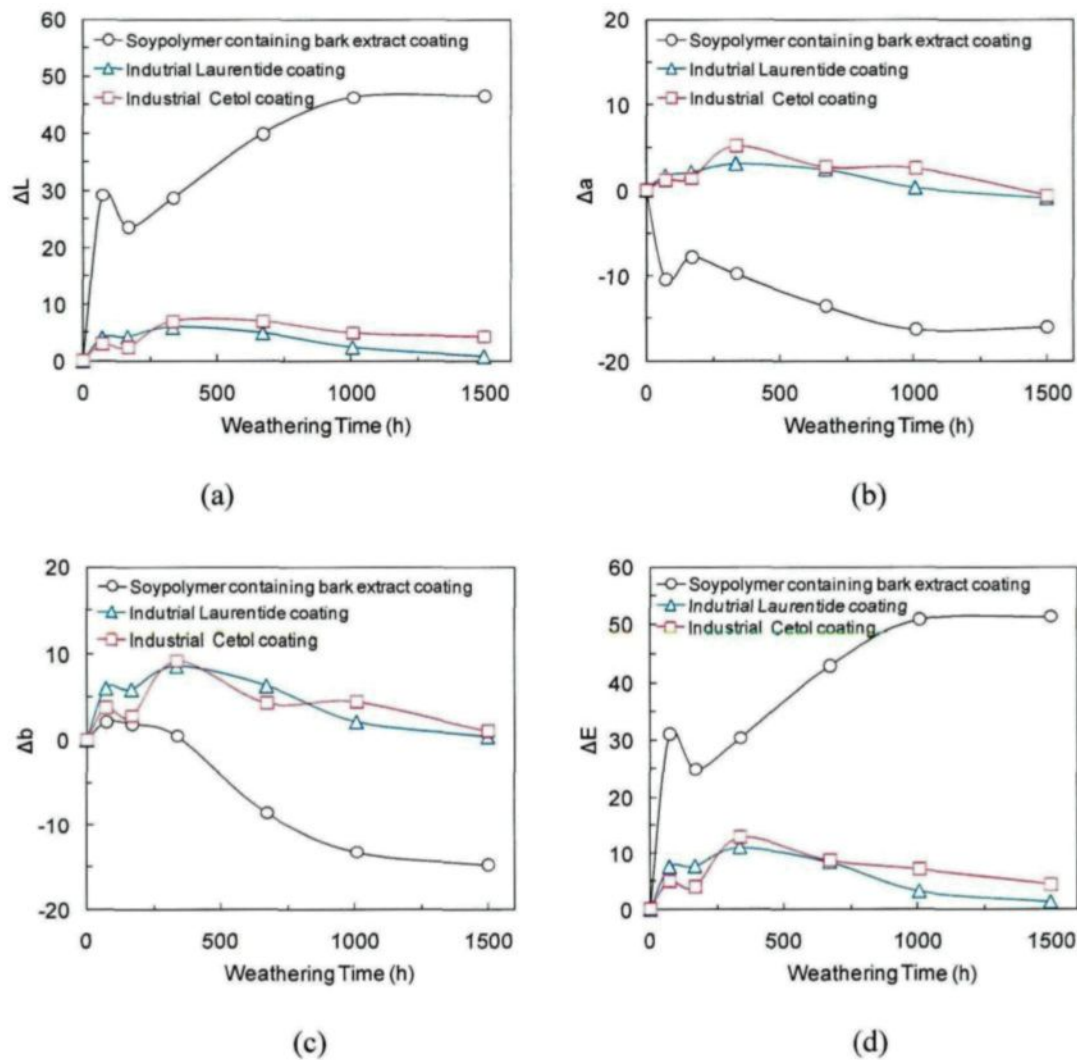 60
50
40
30
20
10
0
ΔL
Soypolymer containing bark extract coating
Indutrial Laurentide coating
Industrial Cetol coating
0 500 1000 1500
Weathering Time (h)
(a)
20
10
0
-10
-20
Δa
Soypolymer containing bark extract coating
Indutrial Laurentide coating
Industrial Cetol coating
0 500 1000 1500
Weathering Time (h)
(b)
20
10
0
-10
-20
Δb
Soypolymer containing bark extract coating
Indutrial Laurentide coating
Industrial Cetol coating
0 500 1000 1500
Weathering Time (h)
(c)
60
50
40
30
20
10
0
ΔE
Soypolymer containing bark extract coating
Indutrial Laurentide coating
Industrial Cetol coating
0 500 1000 1500
Weathering Time (h)
(d)